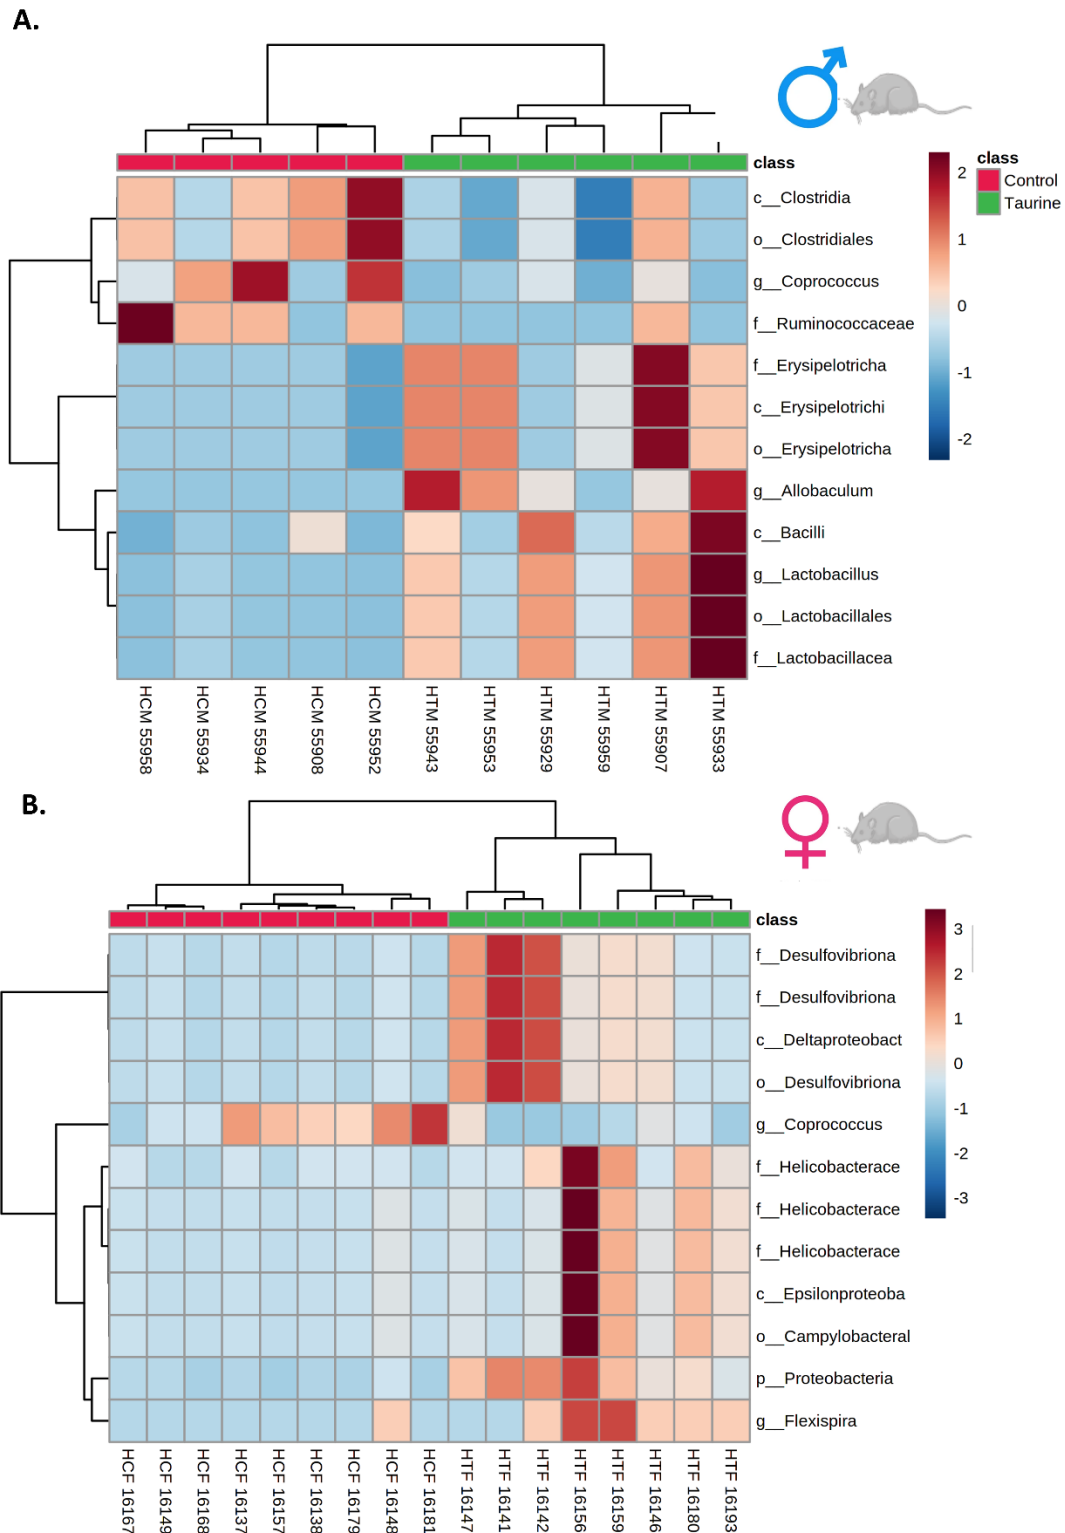 A.
class
c__Clostridia
o__Clostridiales
g__Coprococcus
f__Ruminococcaceae
f__Erysipelotricha
c__Erysipelotrichi
o__Erysipelotricha
g__Allobaculum
c__Bacilli
g__Lactobacillus
o__Lactobacillales
f__Lactobacillacea
2
1
0
-1
-2
class
Control
Taurine
HCM 55958
HCM 55934
HCM 55944
HCM 55908
HCM 55952
HTM 55943
HTM 55953
HTM 55929
HTM 55959
HTM 55907
HTM 55933
B.
class
f__Desulfovibriona
f__Desulfovibriona
c__Deltaproteobact
o__Desulfovibriona
g__Coprococcus
f__Helicobacterace
f__Helicobacterace
f__Helicobacterace
c__Epsilonproteoba
o__Campylobacteral
p__Proteobacteria
g__Flexispira
3
2
1
0
-1
-2
-3
HCF 16167
HCF 16149
HCF 16168
HCF 16137
HCF 16157
HCF 16138
HCF 16179
HCF 16148
HCF 16181
HTF 16147
HTF 16141
HTF 16142
HTF 16156
HTF 16159
HTF 16146
HTF 16180
HTF 16193